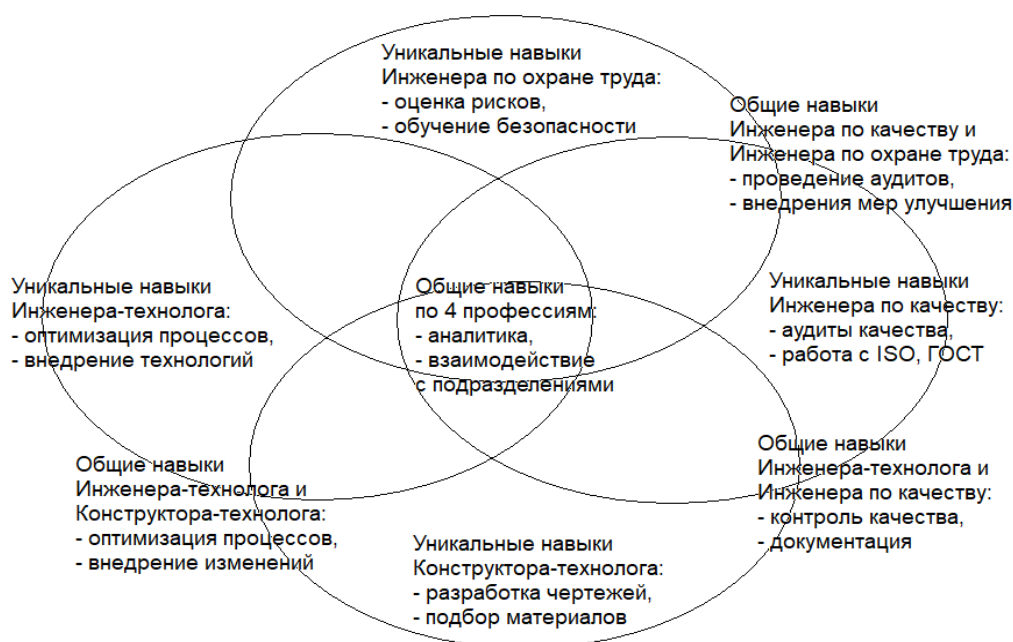 Уникальные навыки
Инженера по охране труда:
- оценка рисков,
- обучение безопасности
Общие навыки
Инженера по качеству и
Инженера по охране труда:
- проведение аудитов,
- внедрения мер улучшения
Уникальные навыки
Инженера-технолога:
- оптимизация процессов,
- внедрение технологий
Общие навыки
по 4 профессиям:
- аналитика,
- взаимодействие
с подразделениями
Уникальные навыки
Инженера по качеству:
- аудиты качества,
- работа с ISO, ГОСТ
Общие навыки
Инженера-технолога и
Конструктора-технолога:
- оптимизация процессов,
- внедрение изменений
Уникальные навыки
Конструктора-технолога:
- разработка чертежей,
- подбор материалов
Общие навыки
Инженера-технолога и
Инженера по качеству:
- контроль качества,
- документация